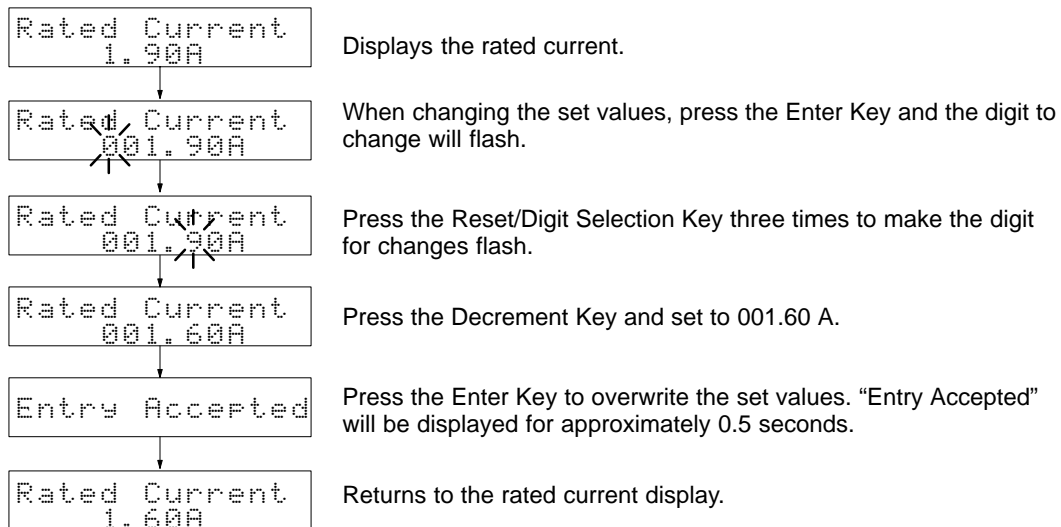 Rated Current
1.90A
Displays the rated current.
Rated Current
001.90A
When changing the set values, press the Enter Key and the digit to
change will flash.
Rated Current
001.90A
Press the Reset/Digit Selection Key three times to make the digit
for changes flash.
Rated Current
001.60A
Press the Decrement Key and set to 001.60 A.
Entry Accepted
Press the Enter Key to overwrite the set values. “Entry Accepted”
will be displayed for approximately 0.5 seconds.
Rated Current
1.60A
Returns to the rated current display.